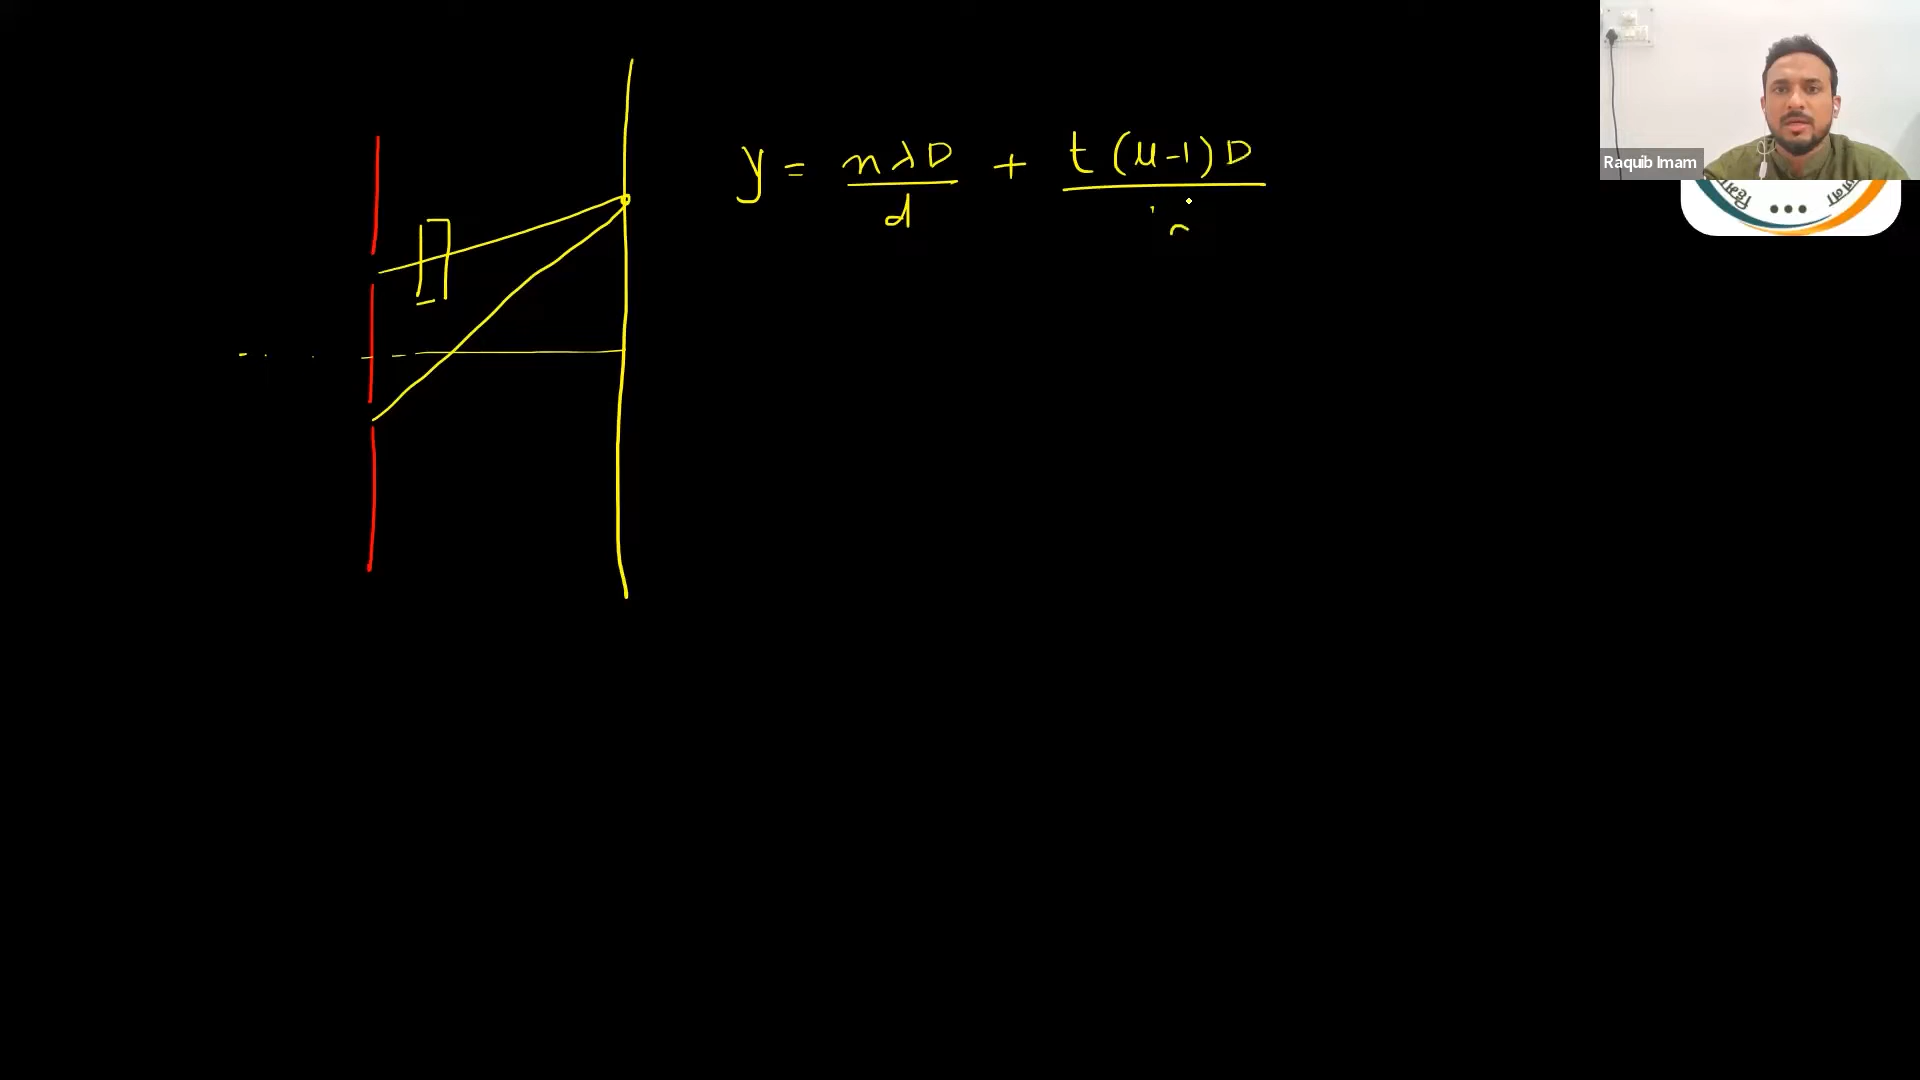 y = nλD/d + t(μ-1)D/
Raquib Imam